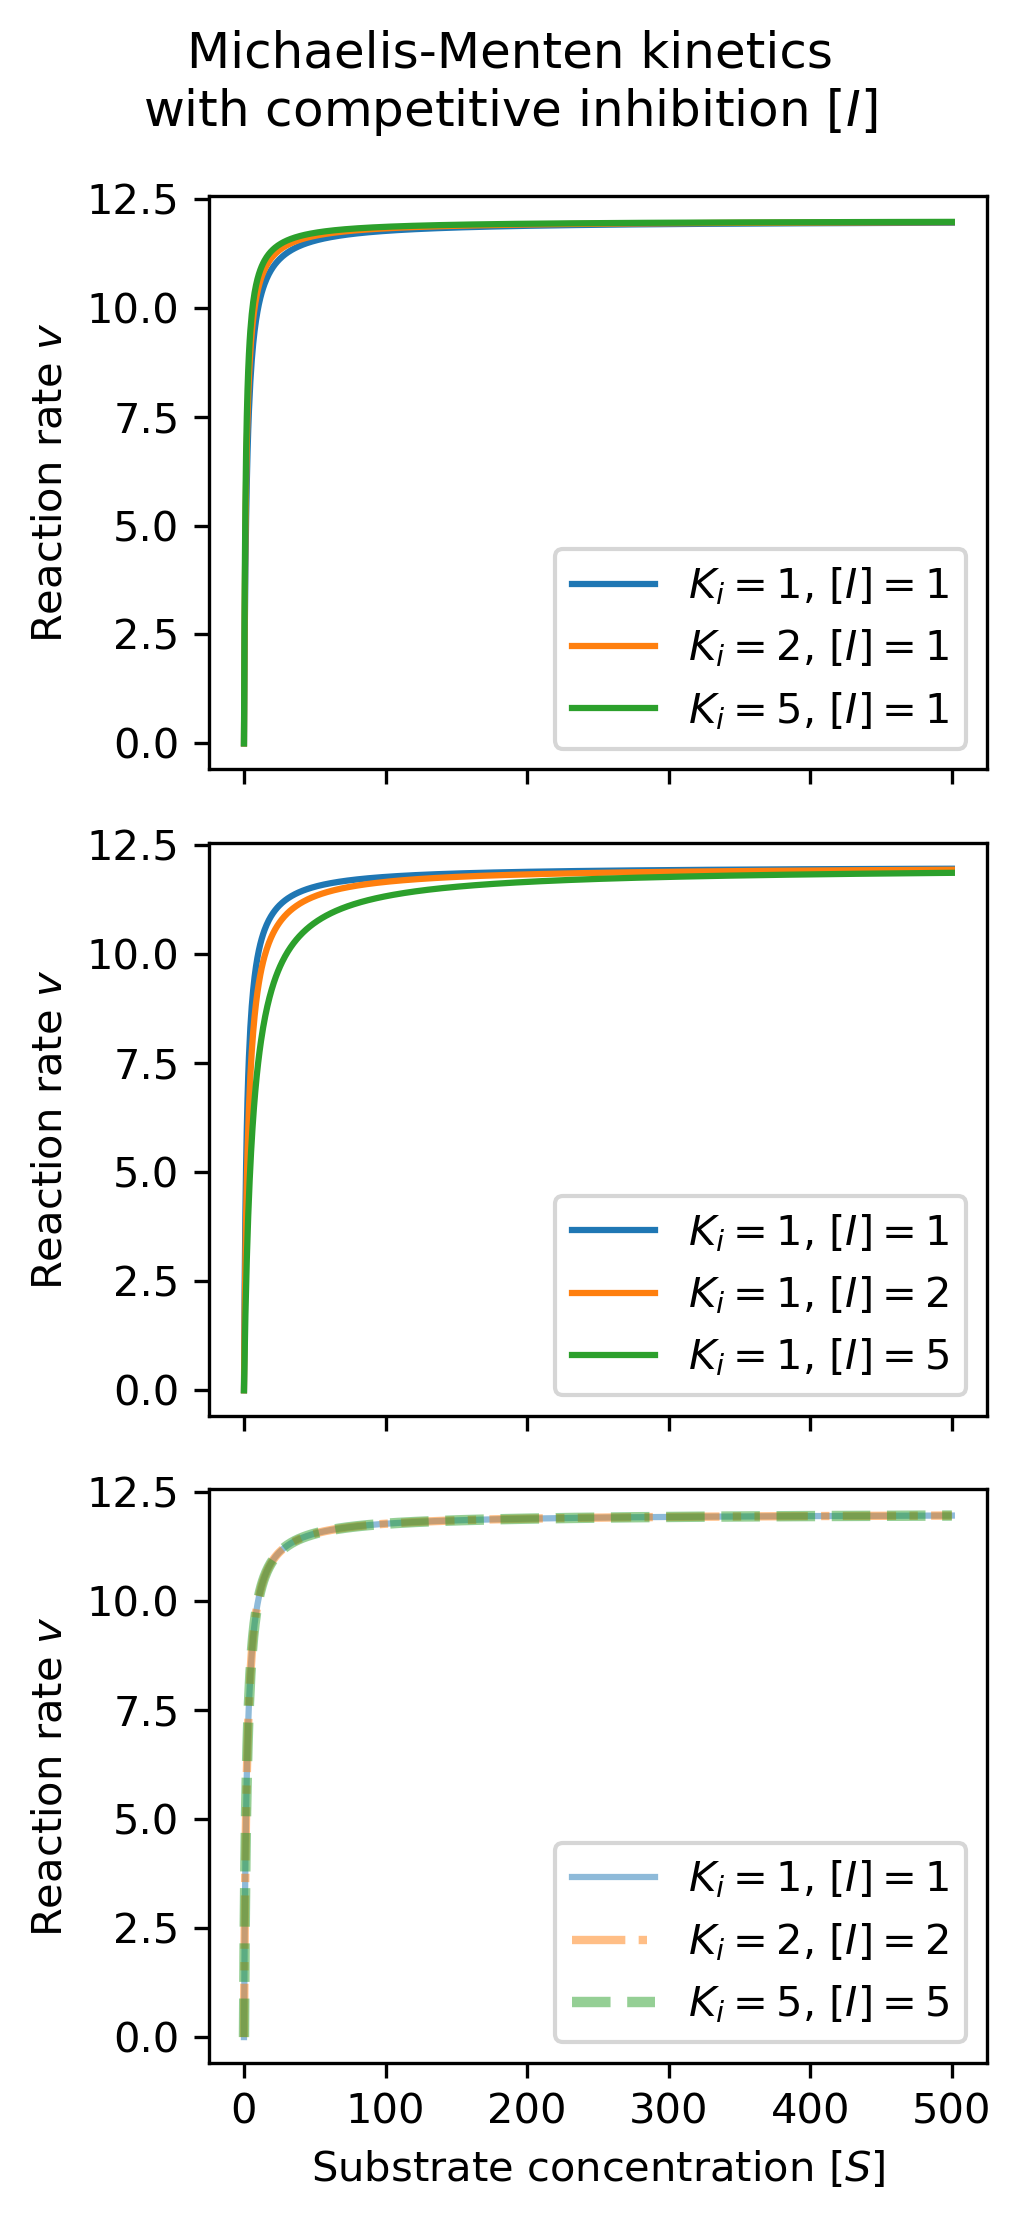 Michaelis-Menten kinetics
with competitive inhibition [I]
12.5
10.0
7.5
5.0
2.5
0.0
Reaction rate v
K_i = 1, [I] = 1
K_i = 2, [I] = 1
K_i = 5, [I] = 1
12.5
10.0
7.5
5.0
2.5
0.0
Reaction rate v
K_i = 1, [I] = 1
K_i = 1, [I] = 2
K_i = 1, [I] = 5
12.5
10.0
7.5
5.0
2.5
0.0
Reaction rate v
K_i = 1, [I] = 1
K_i = 2, [I] = 2
K_i = 5, [I] = 5
0 100 200 300 400 500
Substrate concentration [S]